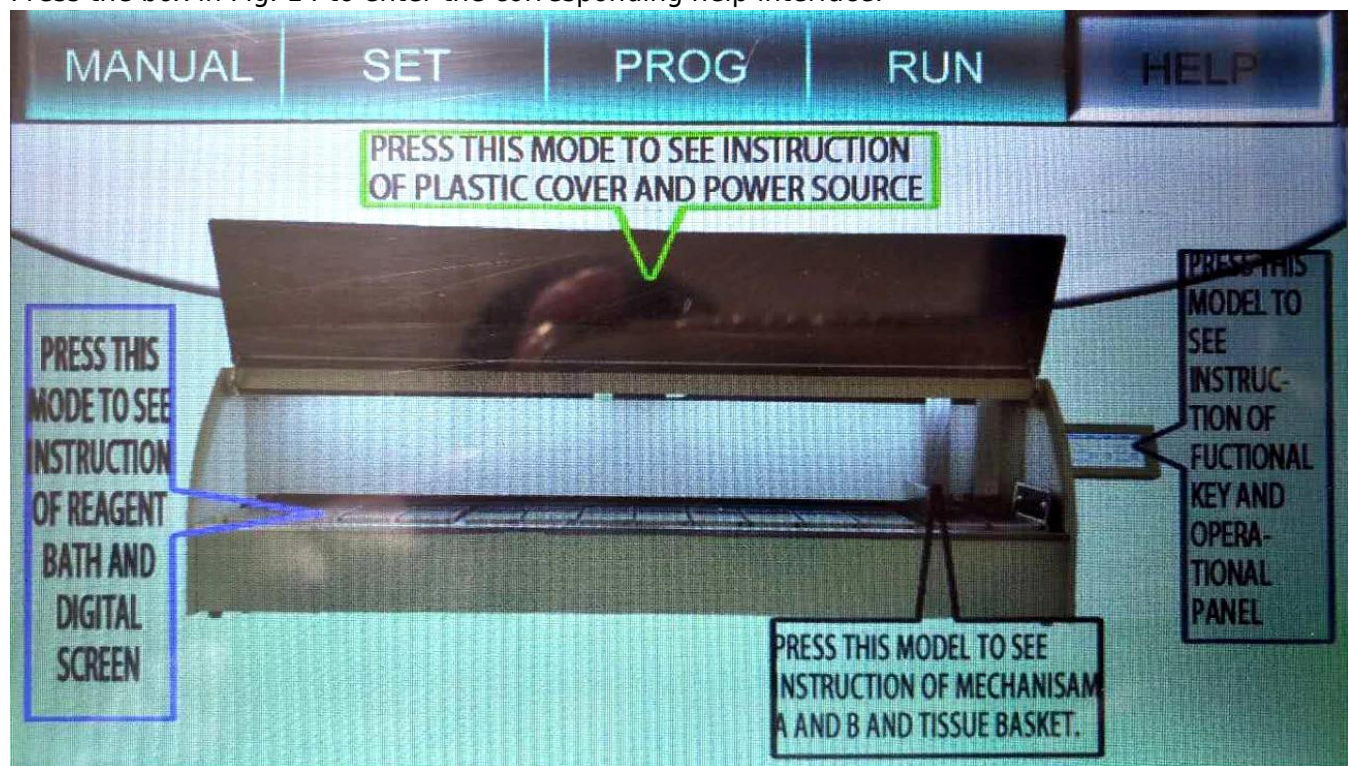 Press the box in Fig. 14 to enter the corresponding help interface.
MANUAL SET PROG RUN HELP
PRESS THIS MODE TO SEE INSTRUCTION
OF PLASTIC COVER AND POWER SOURCE
PRESS THIS
MODE TO SEE
INSTRUCTION
OF REAGENT
BATH AND
DIGITAL
SCREEN
PRESS THIS
MODEL TO
SEE
INSTRUC-
TION OF
FUCTIONAL
KEY AND
OPERA-
TIONAL
PANEL
PRESS THIS MODEL TO SEE
INSTRUCTION OF MECHANISAM
A AND B AND TISSUE BASKET.